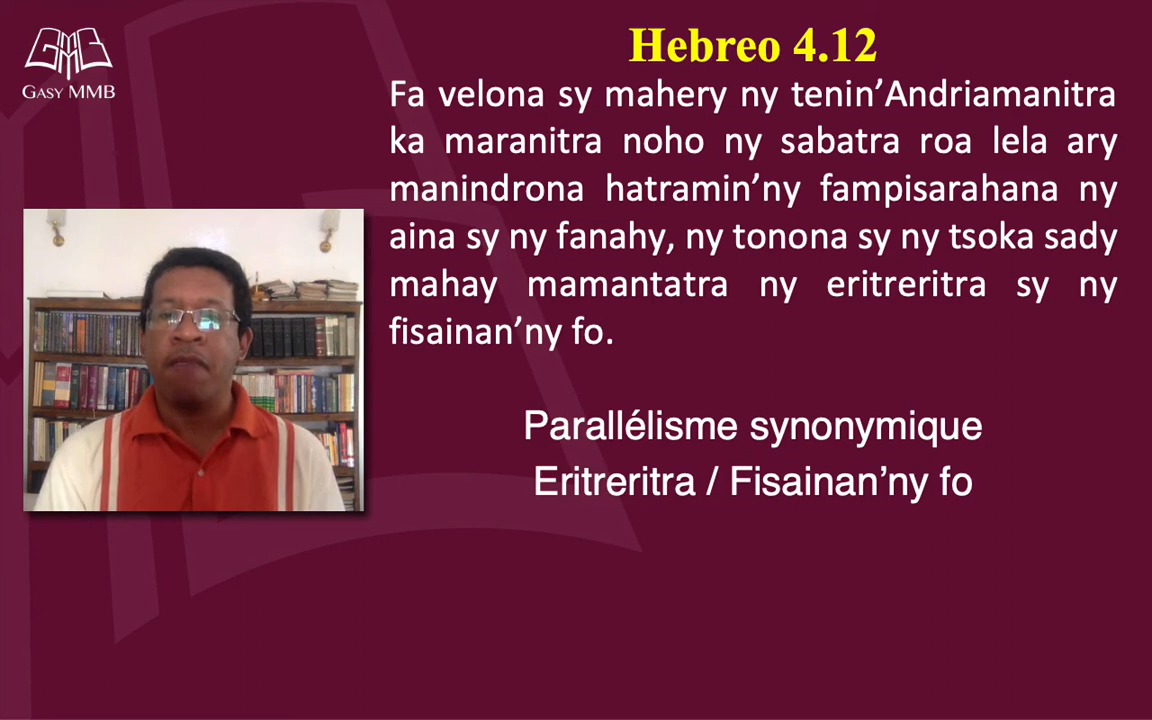 GASY MMB
Hebreo 4.12
Fa velona sy mahery ny tenin’Andriamanitra
ka maranitra noho ny sabatra roa lela ary
manindrona hatramin’ny fampisarahana ny
aina sy ny fanahy, ny tonona sy ny tsoka sady
mahay mamantatra ny eritreritra sy ny
fisainan’ny fo.
Parallélisme synonymique
Eritreritra / Fisainan’ny fo